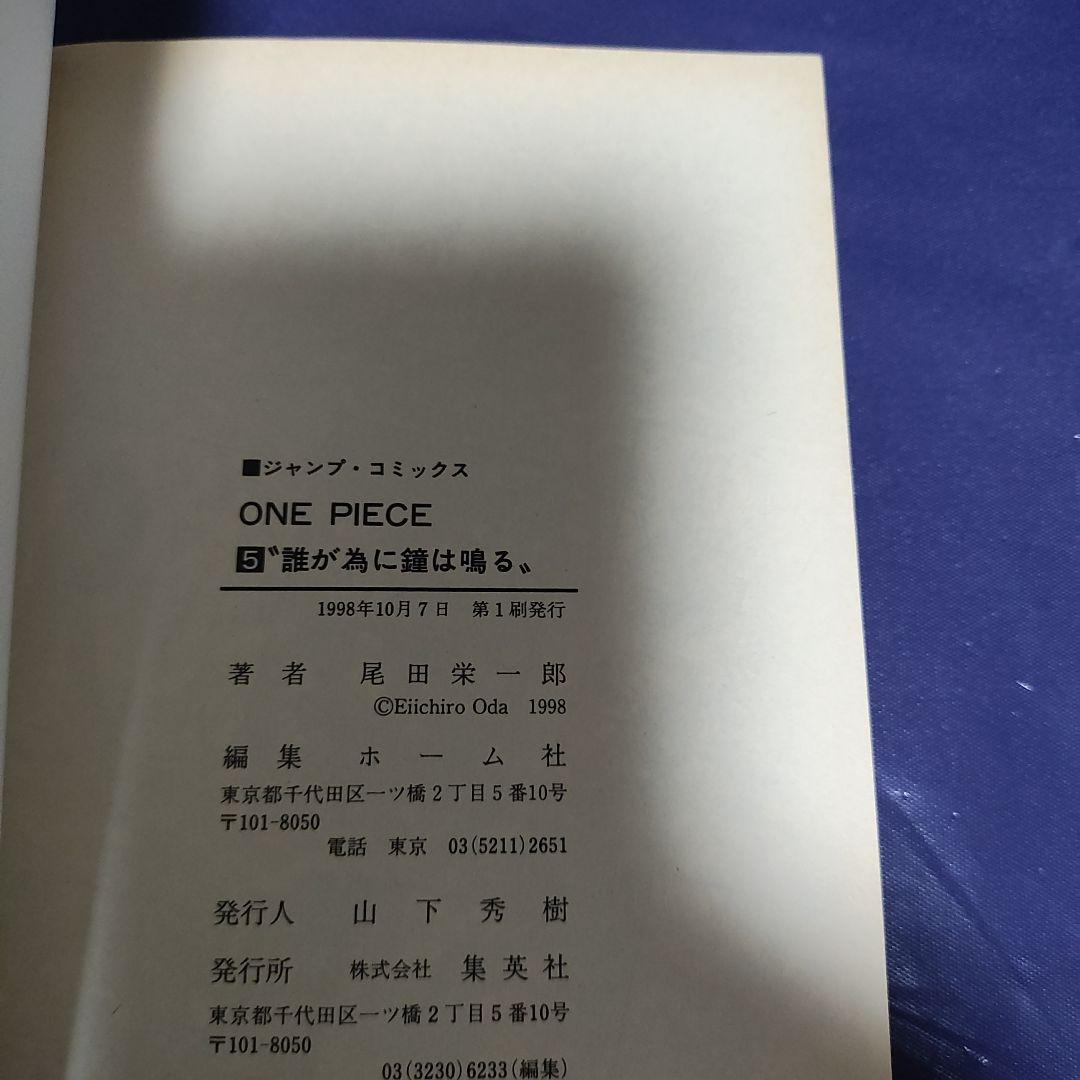 ■ジャンプ・コミックス
ONE PIECE
5〝誰が為に鐘は鳴る〟
1998年10月7日 第1刷発行
著者 尾田栄一郎
©Eiichiro Oda 1998
編集 ホーム社
東京都千代田区一ツ橋2丁目5番10号
〒101-8050
電話 東京 03(5211)2651
発行人 山下秀樹
発行所 株式会社 集英社
東京都千代田区一ツ橋2丁目5番10号
〒101-8050
03(3230)6233(編集)